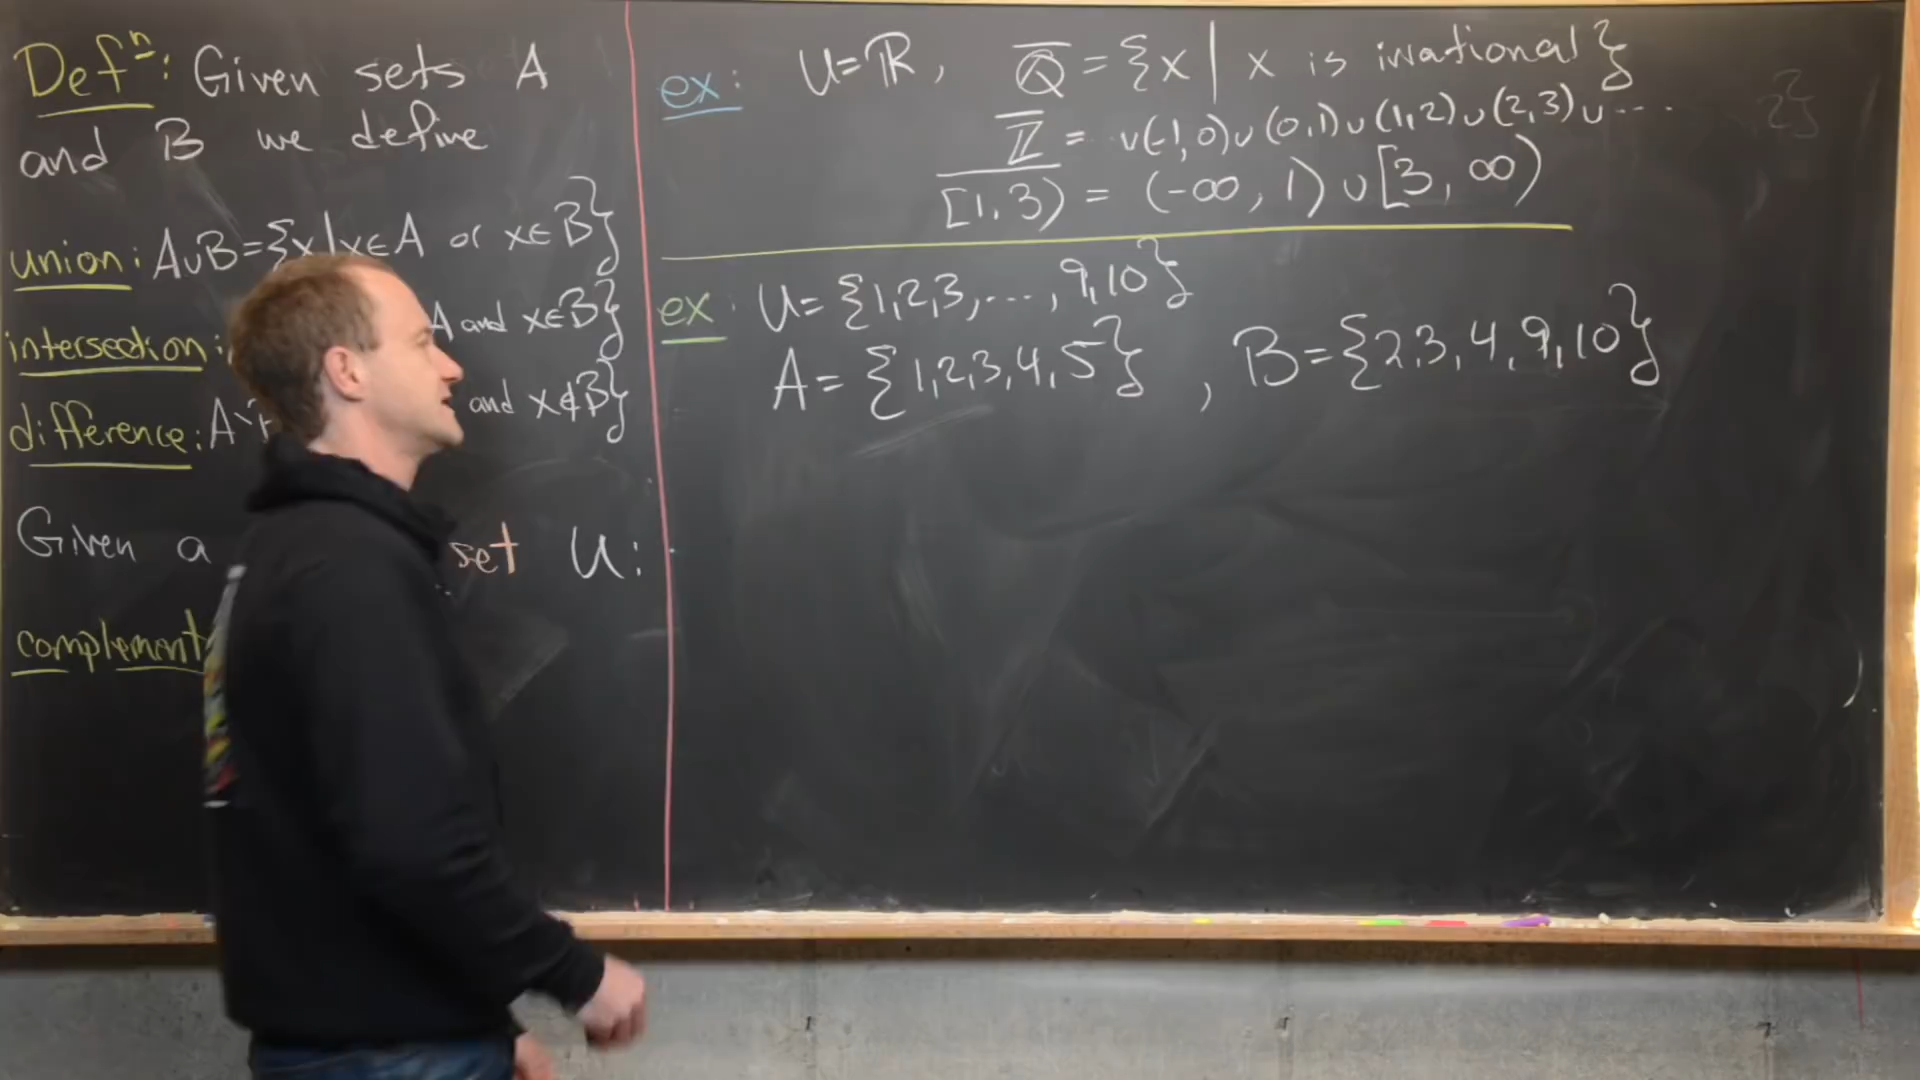 Defⁿ: Given sets A
and B we define
union: A∪B={x|x∈A or x∈B}
intersection: A and x∈B}
difference: A∖ and x∉B}
Given a set U:
complement
ex: U=ℝ, ℚ̅ = {x | x is irrational}
ℤ̅ = ∪(-1,0)∪(0,1)∪(1,2)∪(2,3)∪...
[1,3)̅ = (-∞,1)∪[3,∞)
ex: U={1,2,3,...,9,10}
A={1,2,3,4,5}, B={2,3,4,9,10}